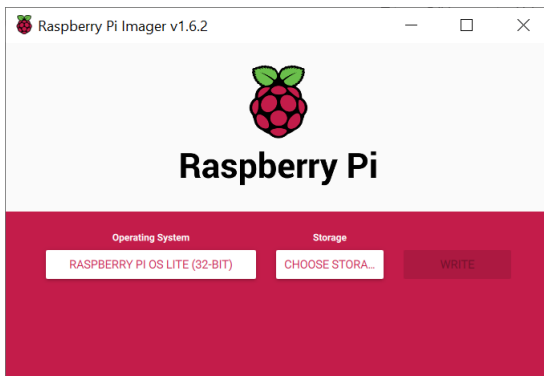 Raspberry Pi Imager v1.6.2
Raspberry Pi
Operating System
Storage
RASPBERRY PI OS LITE (32-BIT)
CHOOSE STORA...
WRITE